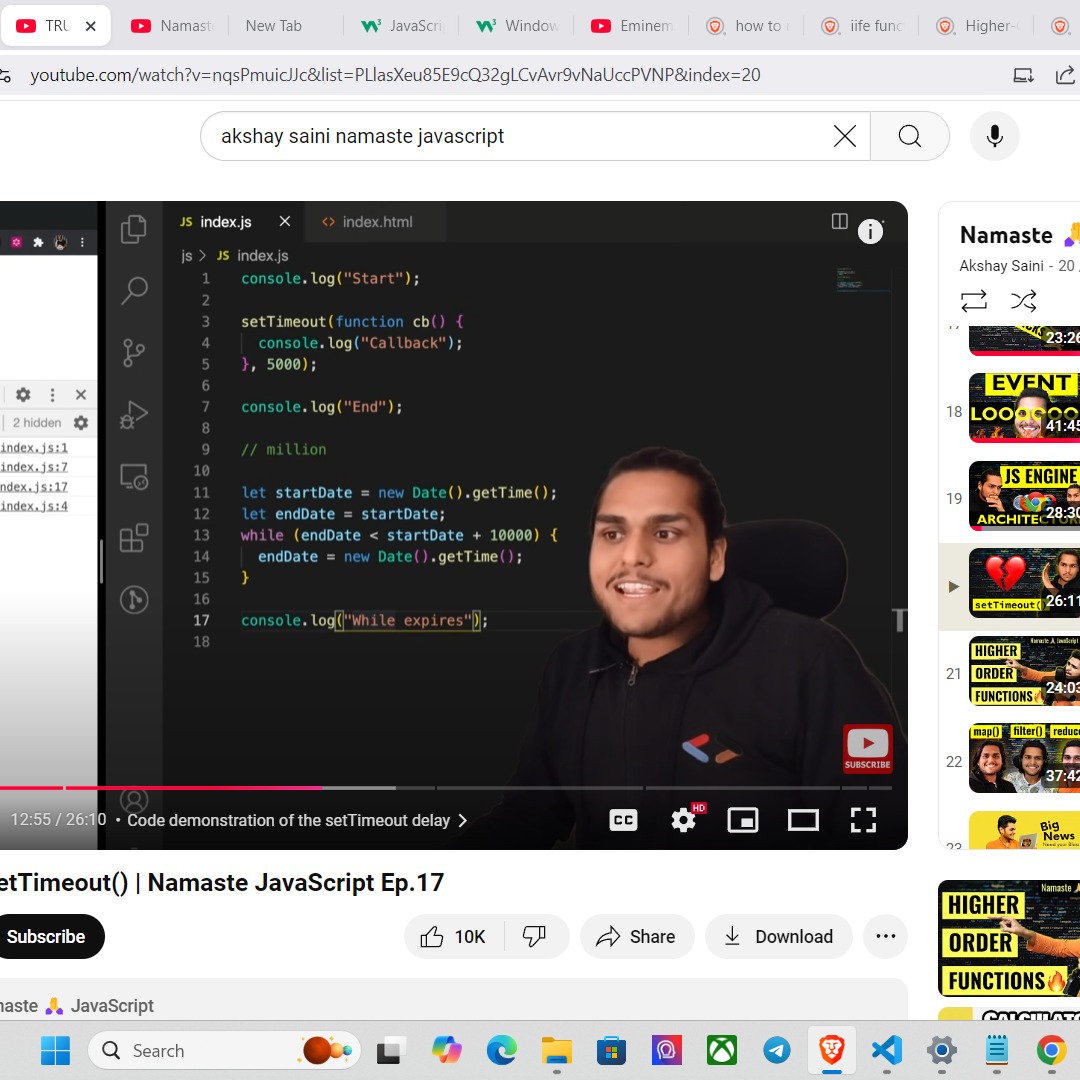 TRU
Namast
New Tab
JavaScri
Window
Eminem
how to
iife func
Higher-
youtube.com/watch?v=nqsPmuicJJc&list=PLlasXeu85E9cQ32gLCvAvr9vNaUccPVNP&index=20
akshay saini namaste javascript
JS index.js
index.html
js > JS index.js
1 console.log("Start");
2
3 setTimeout(function cb() {
4 console.log("Callback");
5 }, 5000);
6
7 console.log("End");
8
9 // million
10
11 let startDate = new Date().getTime();
12 let endDate = startDate;
13 while (endDate < startDate + 10000) {
14 endDate = new Date().getTime();
15 }
16
17 console.log("While expires");
18
2 hidden
index.js:1
index.js:7
ndex.js:17
index.js:4
T
SUBSCRIBE
12:55 / 26:10 • Code demonstration of the setTimeout delay >
CC
HD
Namaste
Akshay Saini - 20 /
17
23:26
18
EVENT
LOOOOOO
41:45
19
JS ENGINE
ARCHITECTUR
28:30
setTimeout(
26:11
21
Namaste JavaScript
HIGHER
ORDER
FUNCTIONS
24:03
22
map() filter() reduce
37:42
23
Big
News
etTimeout() | Namaste JavaScript Ep.17
Subscribe
10K
Share
Download
Namaste
HIGHER
ORDER
FUNCTIONS
CALCULATO
maste JavaScript
Search